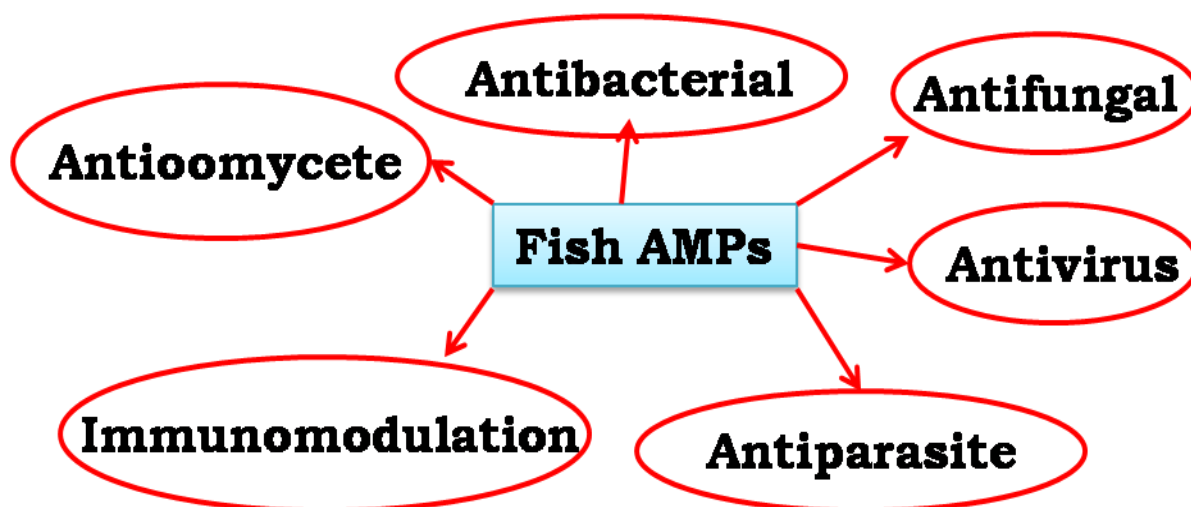 Antibacterial
Antifungal
Antioomycete
Fish AMPs
Antivirus
Immunomodulation
Antiparasite